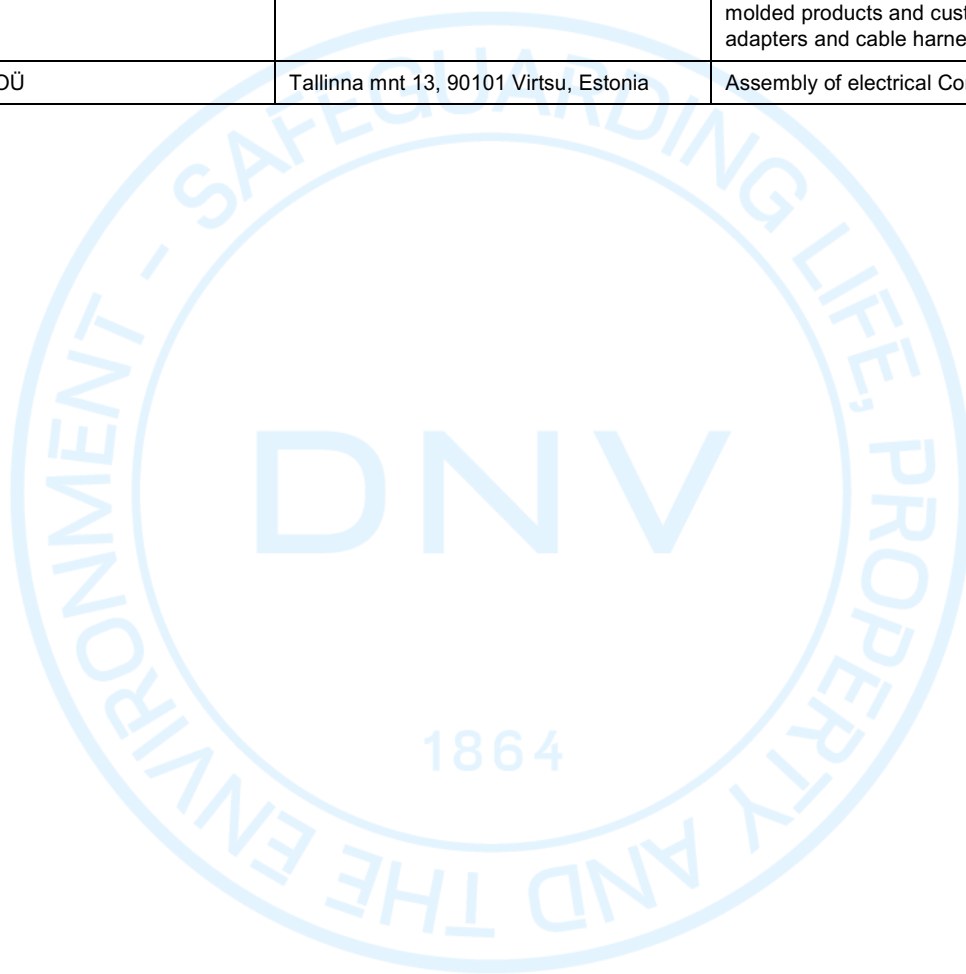 molded products and cust
adapters and cable harne
OÜ
Tallinna mnt 13, 90101 Virtsu, Estonia
Assembly of electrical Co
SAFEGUARDING LIFE, PROPERTY AND THE ENVIRONMENT -
DNV
1864